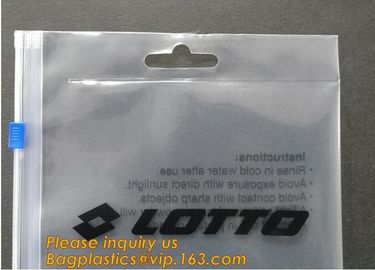 Instructions:
• Rinse in cold water after use.
• Avoid exposure with direct sunlight.
• Avoid contact with sharp objects.
LOTTO
Please inquiry us
Bagplastics@vip.163.com